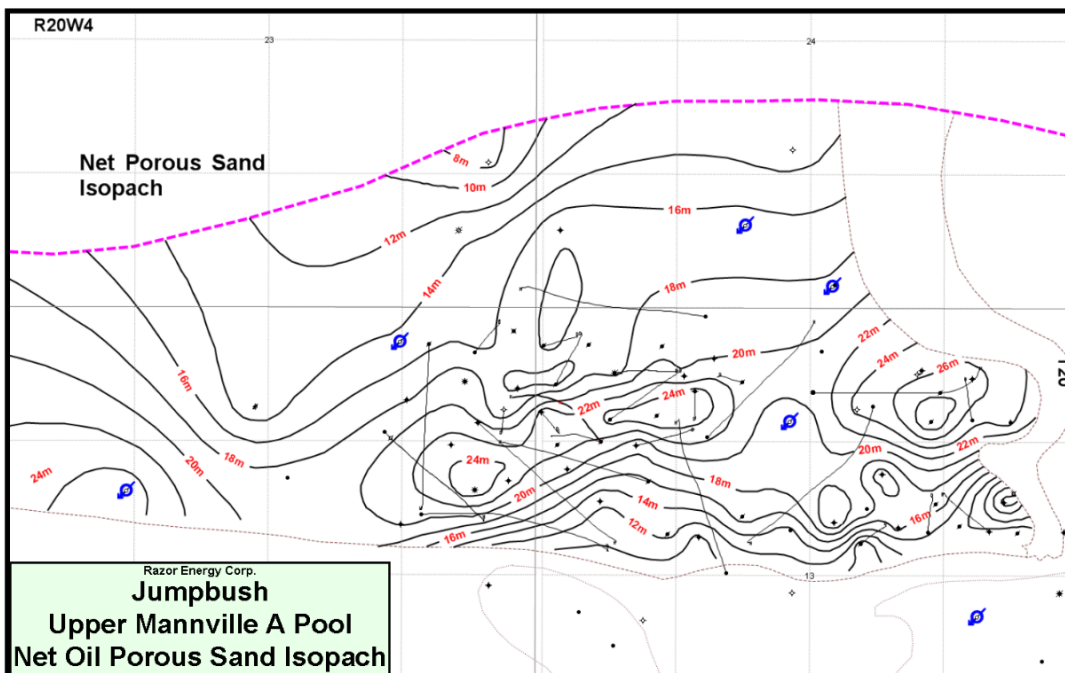 R20W4
23
24
Net Porous Sand
Isopach
8m
10m
12m
16m
14m
18m
22m
20m
24m
26m
24m
22m
16m
18m
20m
22m
24m
20m
18m
24m
20m
14m
16m
12m
16m
13
Razor Energy Corp.
Jumpbush
Upper Mannville A Pool
Net Oil Porous Sand Isopach